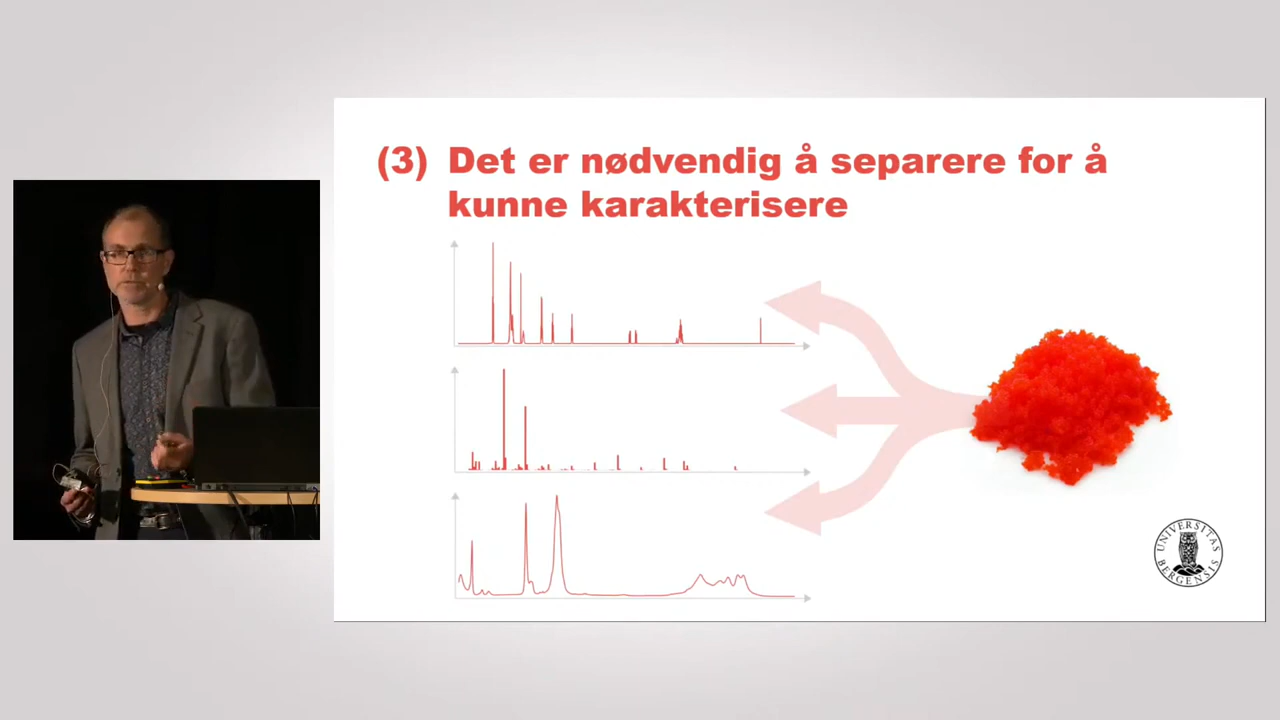 (3) Det er nødvendig å separere for å
kunne karakterisere
UNIVERSITAS
BERGENSIS